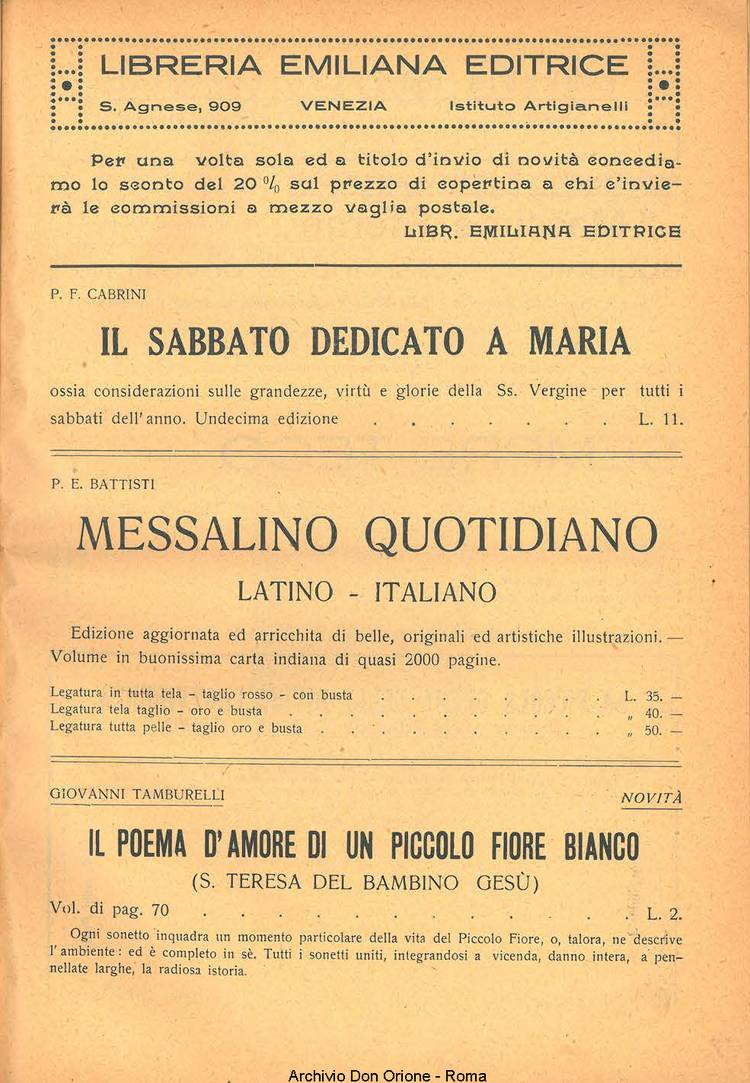 LIBRERIA EMILIANA EDITRICE
S. Agnese, 909 VENEZIA Istituto Artigianelli
Per una volta sola ed a titolo d'invio di novità concedia-
mo lo sconto del 20 % sul prezzo di copertina a chi c'invie-
rà le commissioni a mezzo vaglia postale.
LIBR. EMILIANA EDITRICE
P. F. CABRINI
IL SABBATO DEDICATO A MARIA
ossia considerazioni sulle grandezze, virtù e glorie della Ss. Vergine per tutti i
sabbati dell'anno. Undecima edizione . . . . . . . L. 11.
P. E. BATTISTI
MESSALINO QUOTIDIANO
LATINO - ITALIANO
Edizione aggiornata ed arricchita di belle, originali ed artistiche illustrazioni. —
Volume in buonissima carta indiana di quasi 2000 pagine.
Legatura in tutta tela - taglio rosso - con busta . . . . . . . . L. 35. —
Legatura tela taglio - oro e busta . . . . . . . . . . . „ 40. —
Legatura tutta pelle - taglio oro e busta . . . . . . . . . . „ 50. —
GIOVANNI TAMBURELLI NOVITÀ
IL POEMA D'AMORE DI UN PICCOLO FIORE BIANCO
(S. TERESA DEL BAMBINO GESÙ)
Vol. di pag. 70 . . . . . . . . . . . . L. 2.
Ogni sonetto inquadra un momento particolare della vita del Piccolo Fiore, o, talora, ne descrive
l'ambiente: ed è completo in sè. Tutti i sonetti uniti, integrandosi a vicenda, danno intera, a pen-
nellate larghe, la radiosa istoria.
Archivio Don Orione - Roma